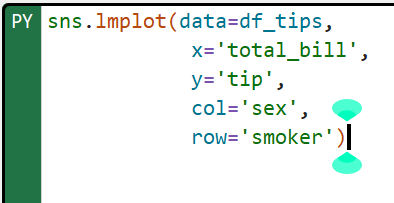 PY sns.lmplot(data=df_tips,
x='total_bill',
y='tip',
col='sex',
row='smoker')